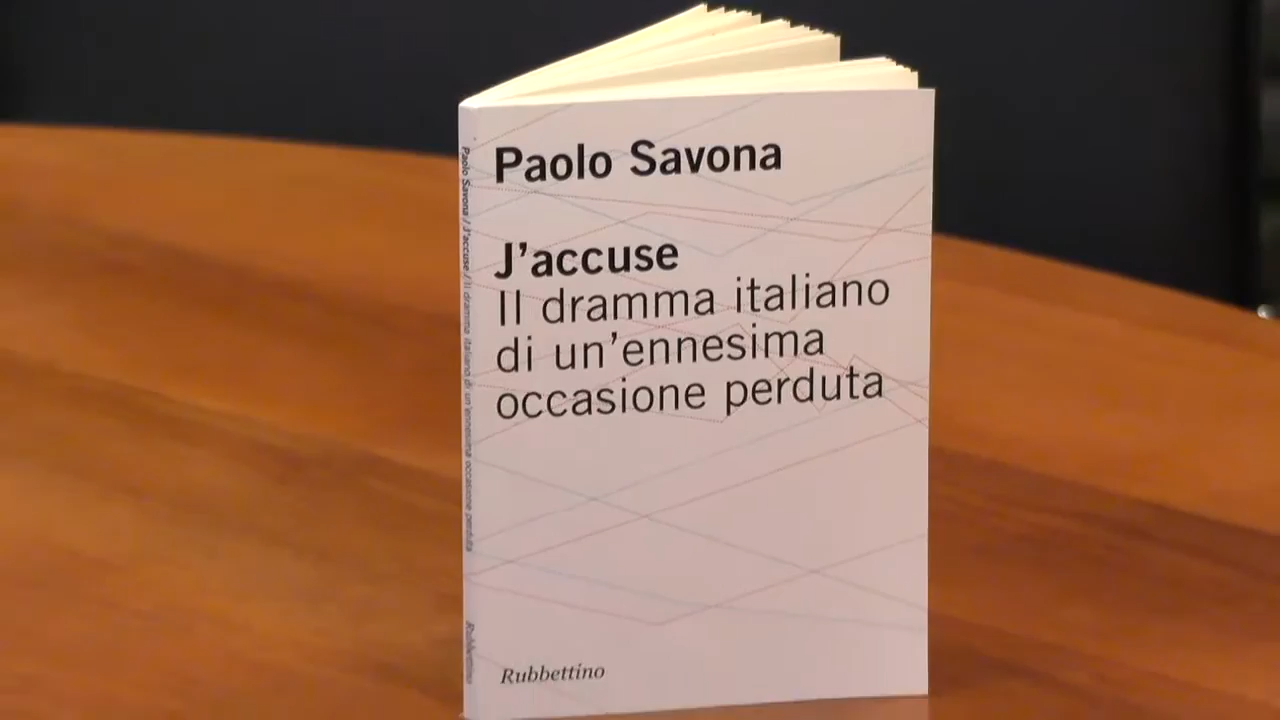 Paolo Savona
J'accuse
Il dramma italiano
di un'ennesima
occasione perduta
Rubbettino
Paolo Savona / J'accuse / Il dramma italiano di un'ennesima occasione perduta
Rubbettino